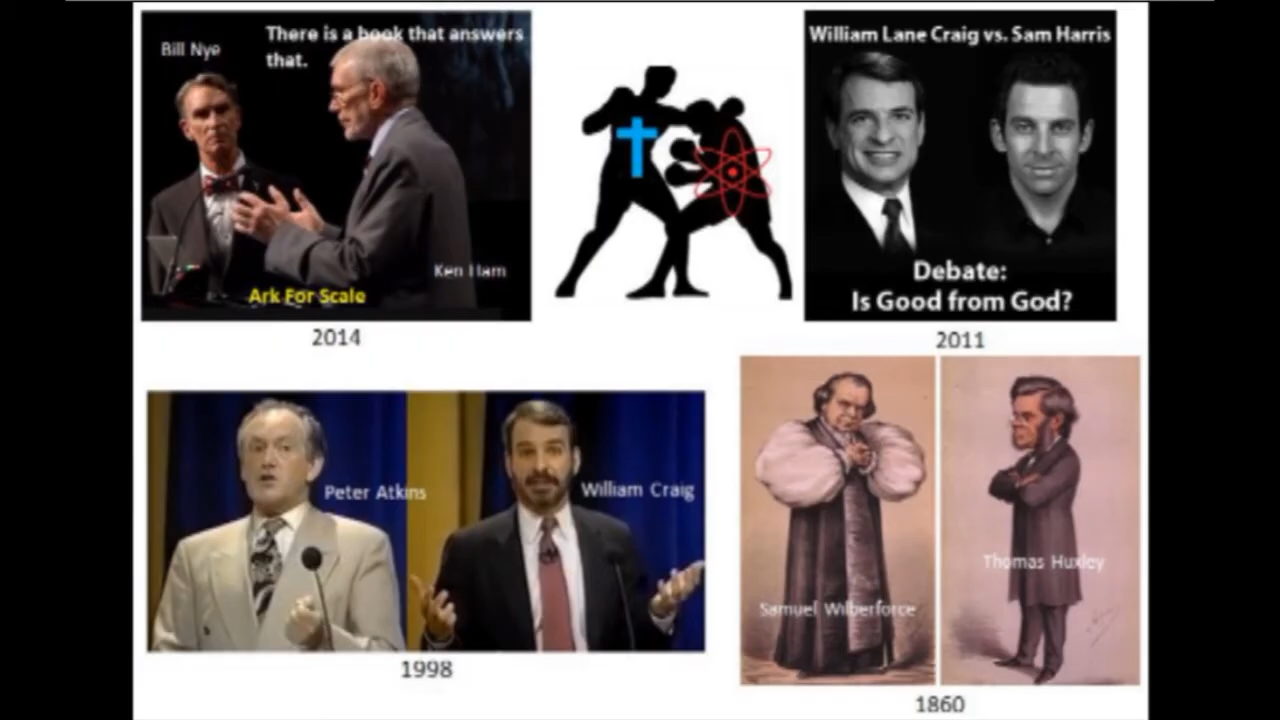 Bill Nye
There is a book that answers
that.
Ken Ham
Ark For Scale
2014
William Lane Craig vs. Sam Harris
Debate:
Is Good from God?
2011
Peter Atkins
William Craig
1998
Samuel Wilberforce
Thomas Huxley
1860